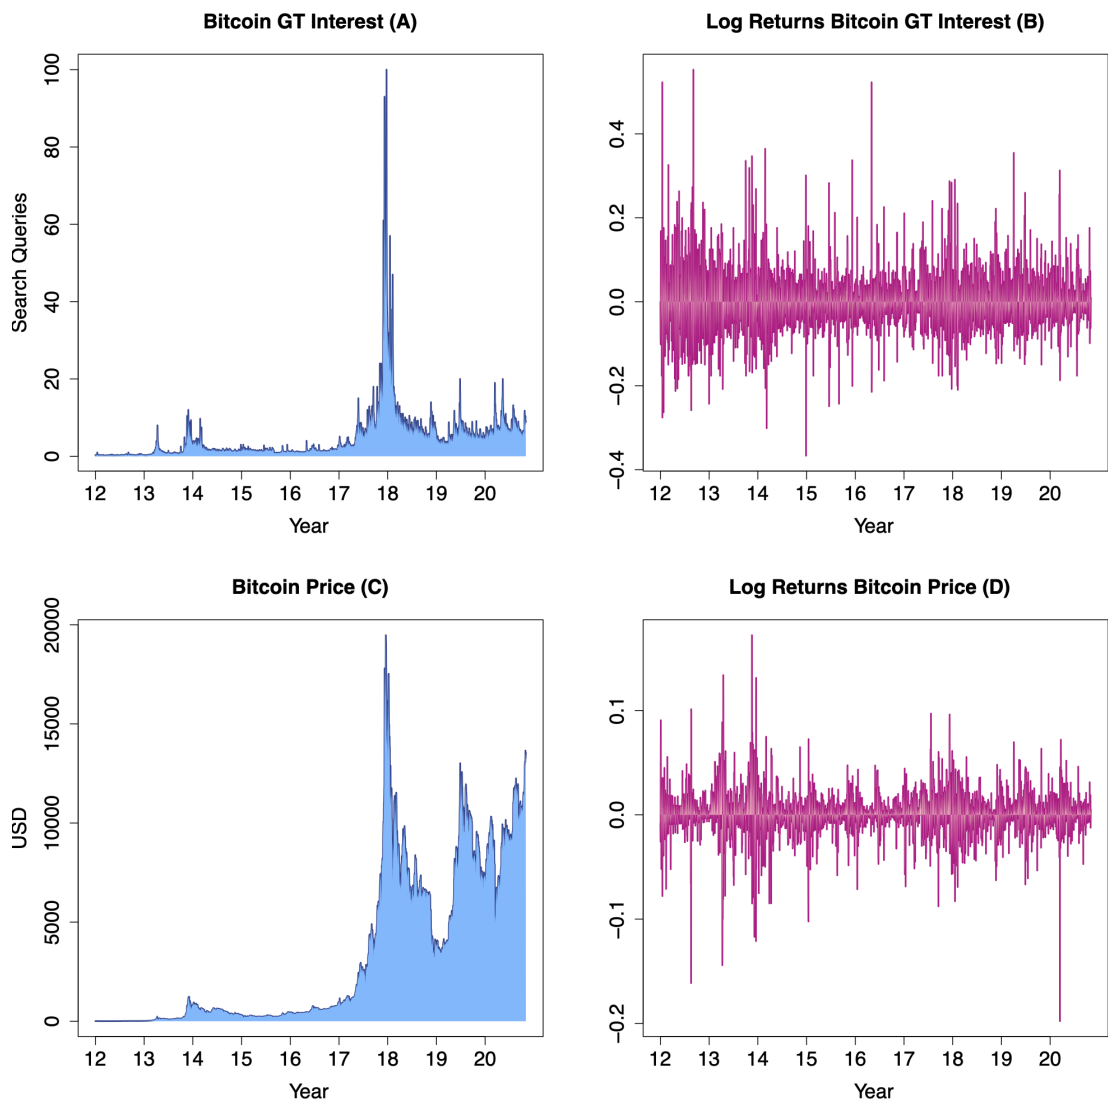 Bitcoin GT Interest (A)
Search Queries
100
80
60
40
20
0
12 13 14 15 16 17 18 19 20
Year
Log Returns Bitcoin GT Interest (B)
0.4
0.2
0.0
−0.2
−0.4
12 13 14 15 16 17 18 19 20
Year
Bitcoin Price (C)
USD
20000
15000
10000
5000
0
12 13 14 15 16 17 18 19 20
Year
Log Returns Bitcoin Price (D)
0.1
0.0
−0.1
−0.2
12 13 14 15 16 17 18 19 20
Year